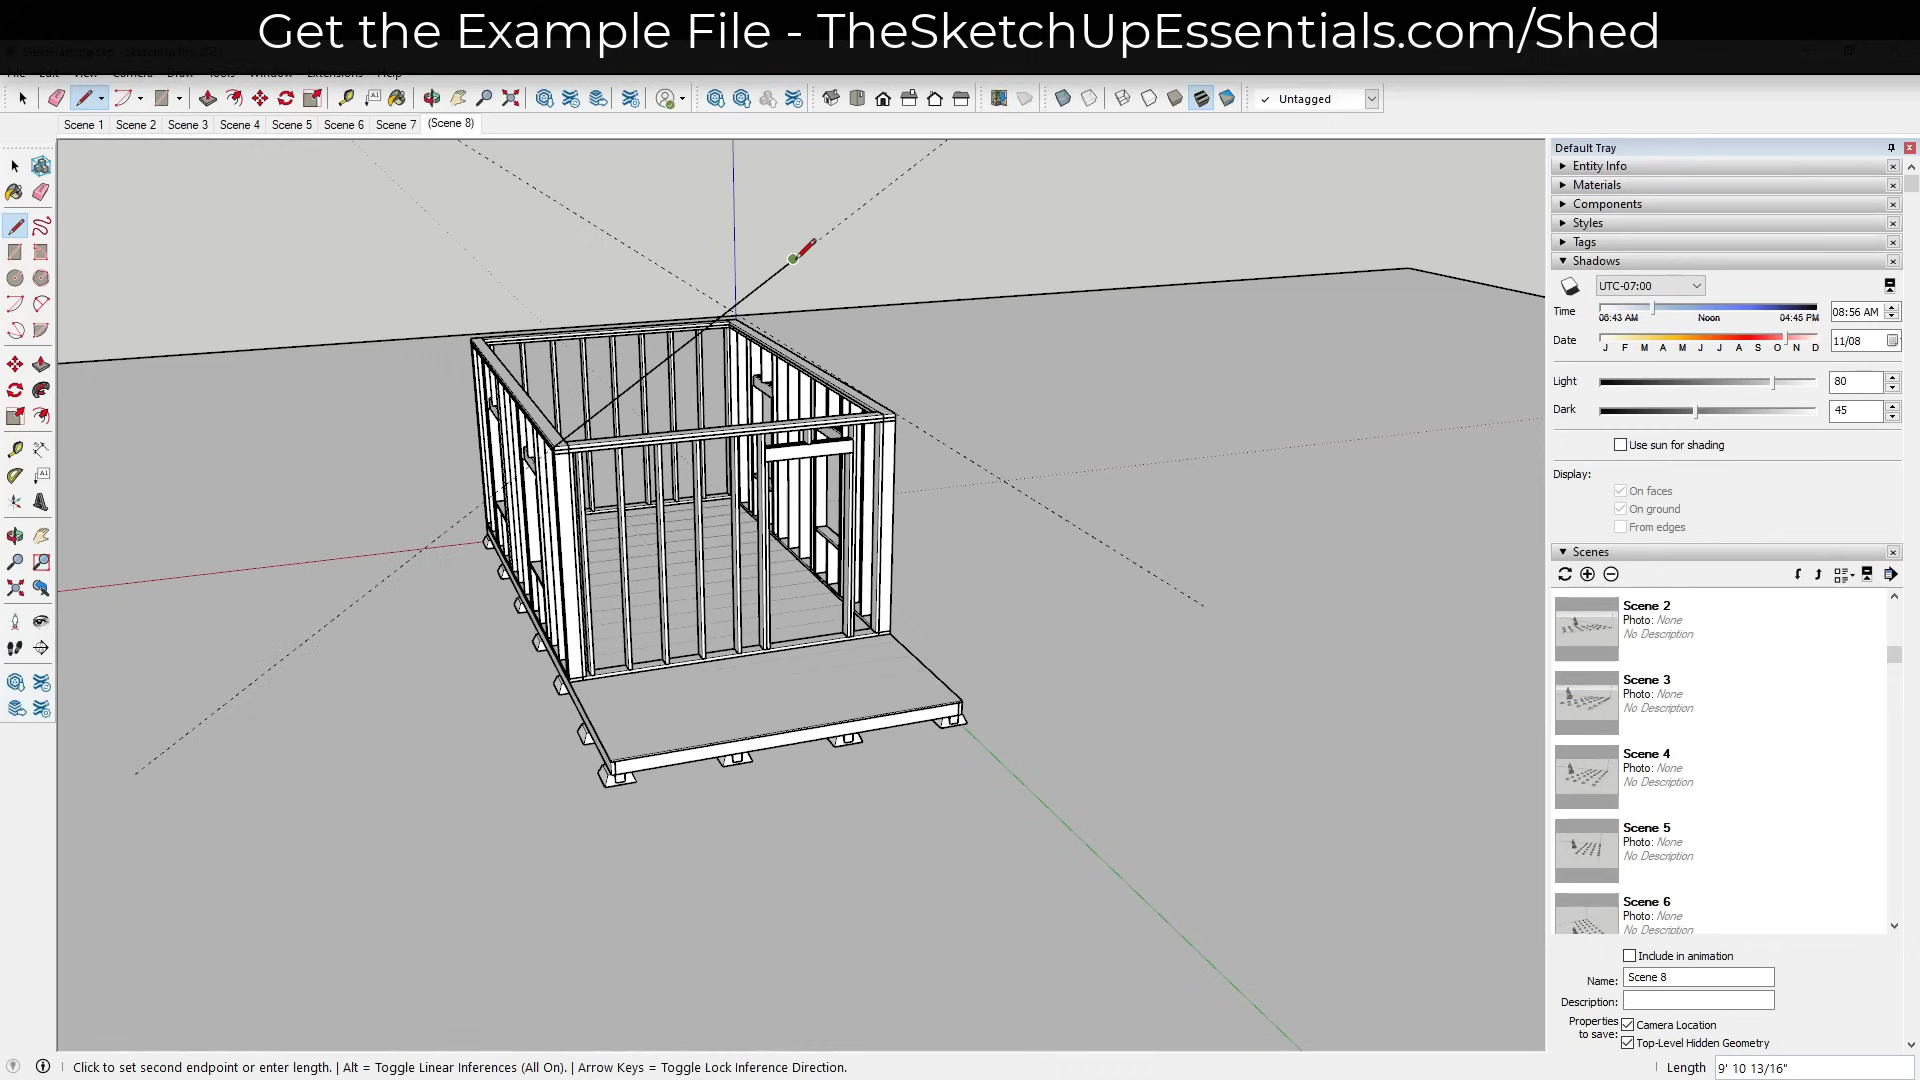 Get the Example File - TheSketchUpEssentials.com/Shed
Untagged
Scene 1 Scene 2 Scene 3 Scene 4 Scene 5 Scene 6 Scene 7 (Scene 8)
Default Tray
Entity Info
Materials
Components
Styles
Tags
Shadows
UTC-07:00
Time 06:43 AM Noon 04:45 PM 08:56 AM
Date J F M A M J J A S O N D 11/08
Light 80
Dark 45
Use sun for shading
Display:
On faces
On ground
From edges
Scenes
Scene 2
Photo: None
No Description
Scene 3
Photo: None
No Description
Scene 4
Photo: None
No Description
Scene 5
Photo: None
No Description
Scene 6
Photo: None
No Description
Include in animation
Name: Scene 8
Description:
Properties to save:
Camera Location
Top-Level Hidden Geometry
Click to set second endpoint or enter length. | Alt = Toggle Linear Inferences (All On). | Arrow Keys = Toggle Lock Inference Direction.
Length 9' 10 13/16"